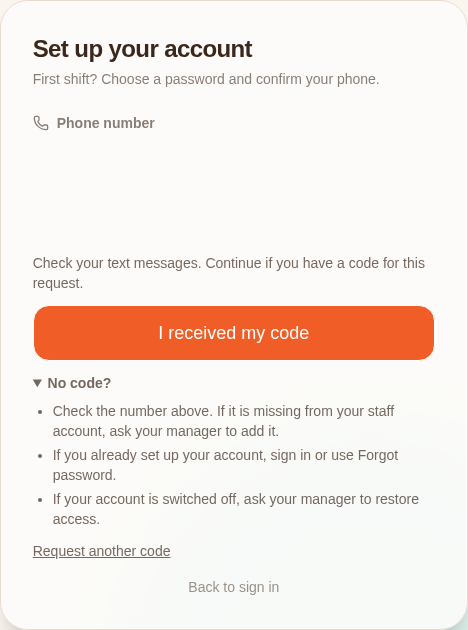 Set up your account
First shift? Choose a password and confirm your phone.
Phone number
Check your text messages. Continue if you have a code for this
request.
I received my code
No code?
Check the number above. If it is missing from your staff
account, ask your manager to add it.
If you already set up your account, sign in or use Forgot
password.
If your account is switched off, ask your manager to restore
access.
Request another code
Back to sign in